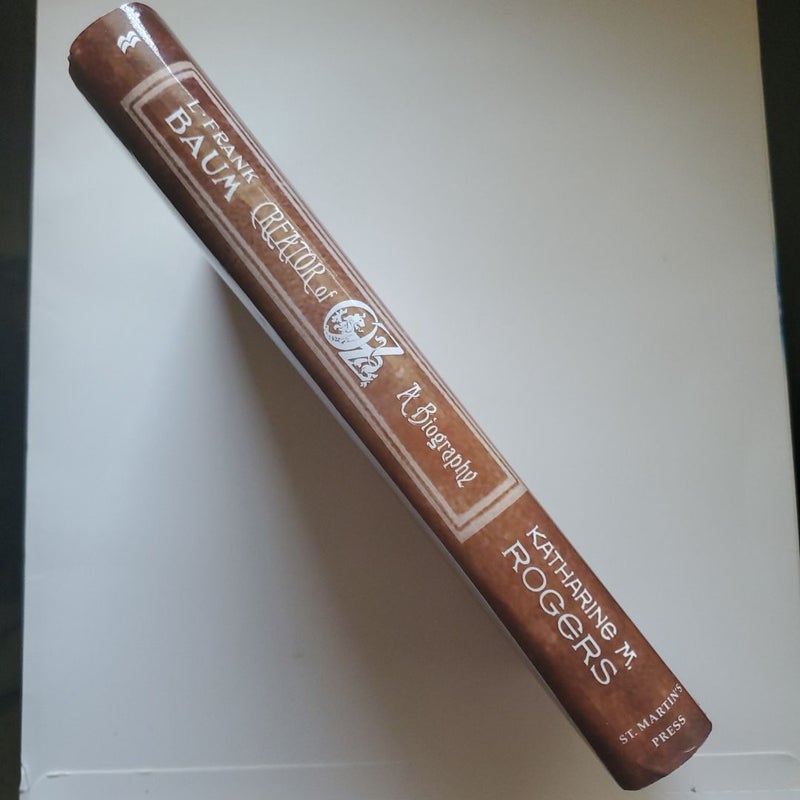 L. FRANK
BAUM
CREATOR of
OZ
A Biography
KATHARINE M.
ROGERS
ST. MARTIN'S
PRESS